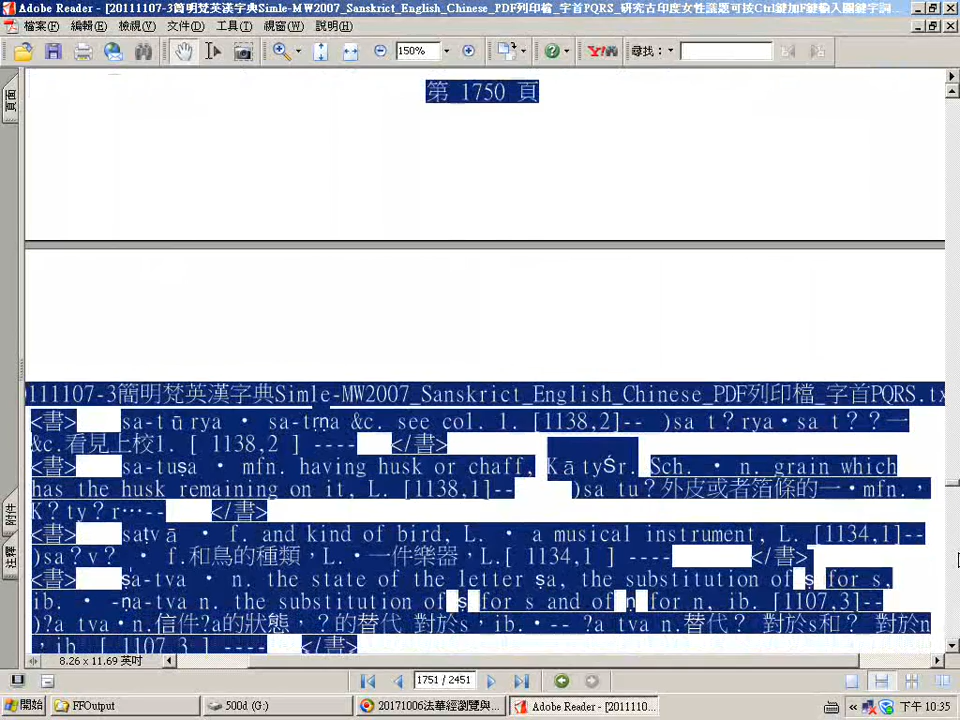 Adobe Reader - [20111107-3簡明梵英漢字典Simle-MW2007_Sanskrict_English_Chinese_PDF列印檔_字首PQRS_研究古印度女性議題可按Ctrl鍵加F鍵輸入關鍵字詞...
檔案(F) 編輯(E) 檢視(V) 文件(D) 工具(T) 視窗(W) 說明(H)
150% 尋找：
頁面
第 1750 頁
111107-3簡明梵英漢字典Simle-MW2007_Sanskrict_English_Chinese_PDF列印檔_字首PQRS.tx
<書> sa-tūrya · sa-tṛṇa &c. see col. 1. [1138,2]-- )sa t？rya·sa t？？一
&c.看見上校1. [ 1138,2 ] ---- </書>
<書> sa-tuṣa · mfn. having husk or chaff, KātyŚr. Sch. · n. grain which
has the husk remaining on it, L. [1138,1]-- )sa tu？外皮或者箔條的一·mfn.，
K？ty？r…-- </書>
<書> saṭvā · f. and kind of bird, L. · a musical instrument, L. [1134,1]--
)sa？v？ · f.和鳥的種類，L.·一件樂器，L.[ 1134,1 ] ---- </書>
<書> ṣa-tva · n. the state of the letter ṣa, the substitution of ṣ for s,
ib. · -ṇa-tva n. the substitution of ṣ for s and of ṇ for n, ib. [1107,3]--
)?a tva·n.信件?a的狀態，？的替代 對於s，ib.·-- ?a tva n.替代？ 對於s和？ 對於n
，ib. [ 1107,3 ] ---- </書>
附件
注釋
8.26 x 11.69 英吋
1751 / 2451
開始 FFOutput 500d (G:) 20171006法華經瀏覽與... Adobe Reader - [2011110... 下午 10:35